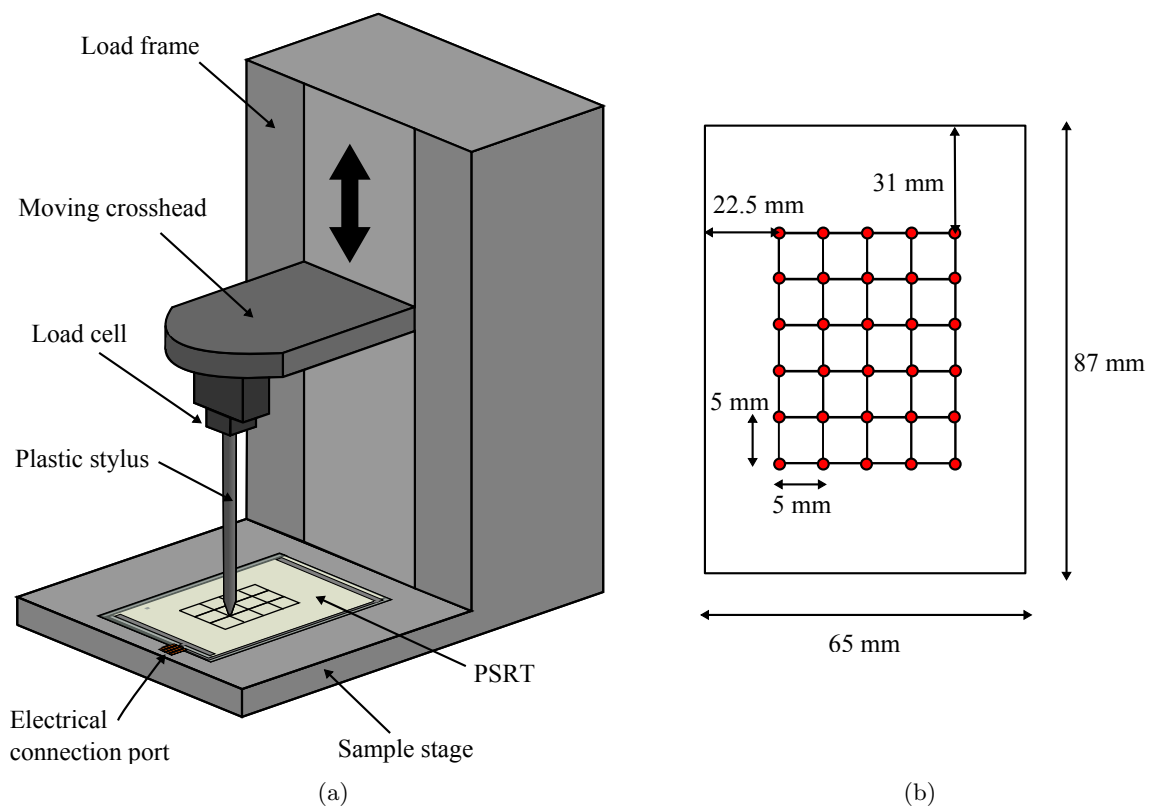 Load frame
Moving crosshead
Load cell
Plastic stylus
Electrical
connection port
Sample stage
PSRT
(a)
31 mm
22.5 mm
87 mm
5 mm
5 mm
65 mm
(b)